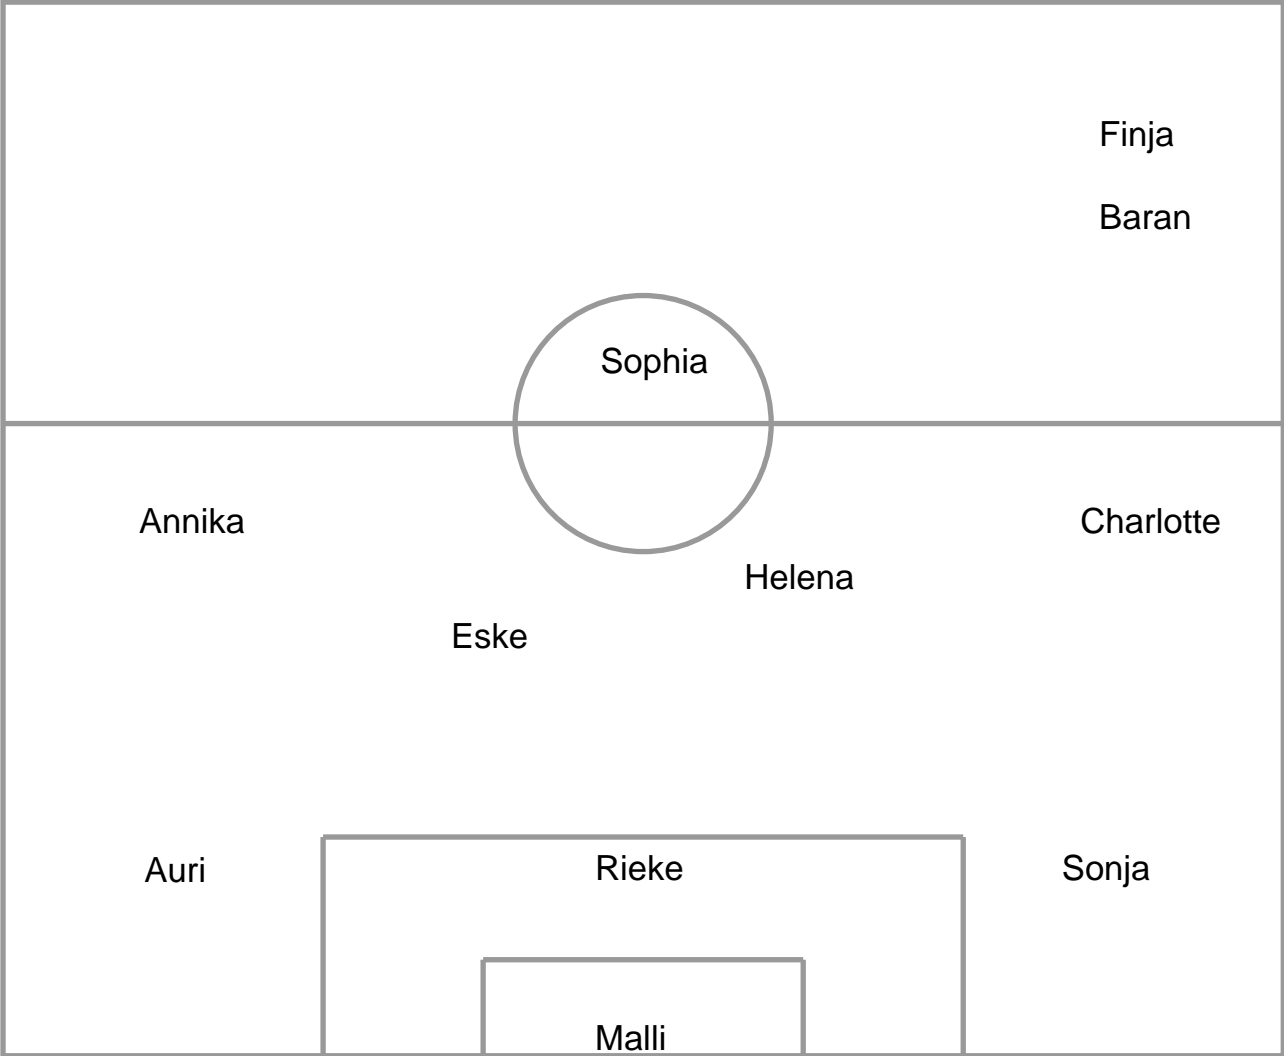 Finja
Baran
Sophia
Annika
Charlotte
Helena
Eske
Auri
Rieke
Sonja
Malli